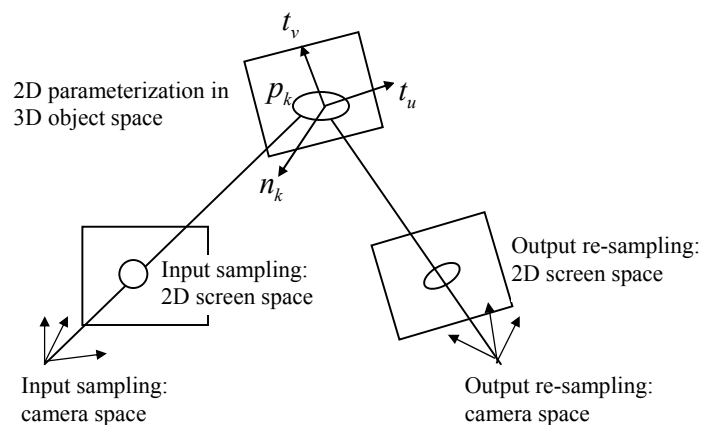 t_v
2D parameterization in
3D object space
p_k
t_u
n_k
Input sampling:
2D screen space
Output re-sampling:
2D screen space
Input sampling:
camera space
Output re-sampling:
camera space